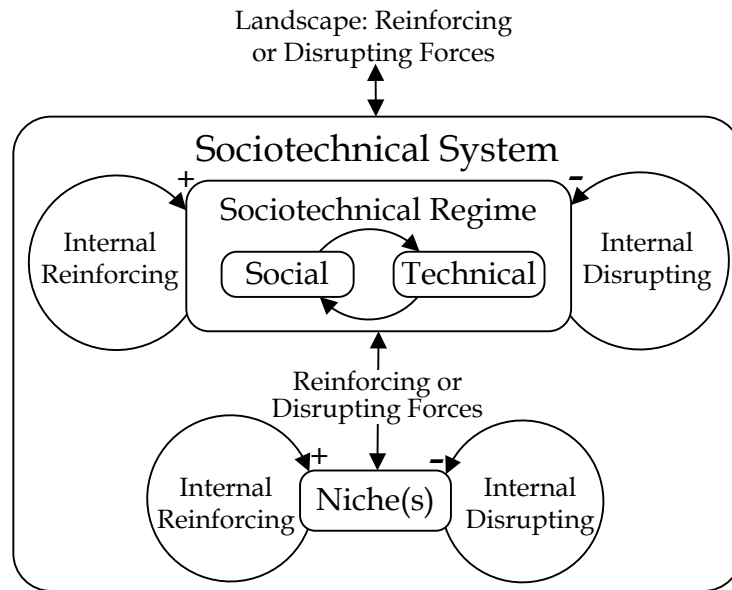 Landscape: Reinforcing
or Disrupting Forces
Sociotechnical System
+
-
Sociotechnical Regime
Internal
Reinforcing
Social
Technical
Internal
Disrupting
Reinforcing or
Disrupting Forces
+
-
Internal
Reinforcing
Niche(s)
Internal
Disrupting